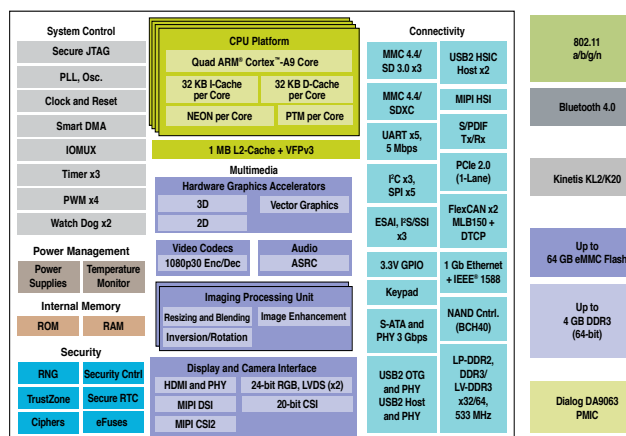 System Control
Secure JTAG
PLL, Osc.
Clock and Reset
Smart DMA
IOMUX
Timer x3
PWM x4
Watch Dog x2
Power Management
Power
Supplies
Temperature
Monitor
Internal Memory
ROM
RAM
Security
RNG
Security Cntrl
TrustZone
Secure RTC
Ciphers
eFuses
CPU Platform
Quad ARM® Cortex™-A9 Core
32 KB I-Cache
per Core
32 KB D-Cache
per Core
NEON per Core
PTM per Core
1 MB L2-Cache + VFPv3
Multimedia
Hardware Graphics Accelerators
3D
Vector Graphics
2D
Video Codecs
1080p30 Enc/Dec
Audio
ASRC
Imaging Processing Unit
Resizing and Blending
Image Enhancement
Inversion/Rotation
Display and Camera Interface
HDMI and PHY
24-bit RGB, LVDS (x2)
MIPI DSI
20-bit CSI
MIPI CSI2
Connectivity
MMC 4.4/
SD 3.0 x3
MMC 4.4/
SDXC
UART x5,
5 Mbps
I²C x3,
SPI x5
ESAI, I²S/SSI
x3
3.3V GPIO
Keypad
S-ATA and
PHY 3 Gbps
USB2 OTG
and PHY
USB2 Host
and PHY
USB2 HSIC
Host x2
MIPI HSI
S/PDIF
Tx/Rx
PCIe 2.0
(1-Lane)
FlexCAN x2
MLB150 +
DTCP
1 Gb Ethernet
+ IEEE® 1588
NAND Cntrl.
(BCH40)
LP-DDR2,
DDR3/
LV-DDR3
x32/64,
533 MHz
802.11
a/b/g/n
Bluetooth 4.0
Kinetis KL2/K20
Up to
64 GB eMMC Flash
Up to
4 GB DDR3
(64-bit)
Dialog DA9063
PMIC